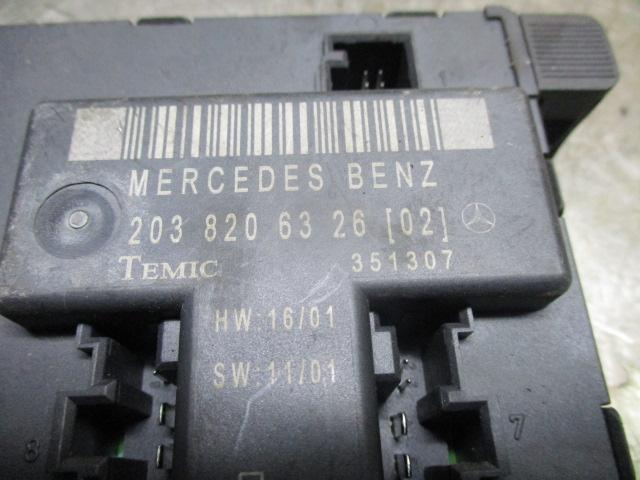 MERCEDES BENZ
203 820 63 26 [02]
TEMIC 351307
HW:16/01
SW:11/01
8 7